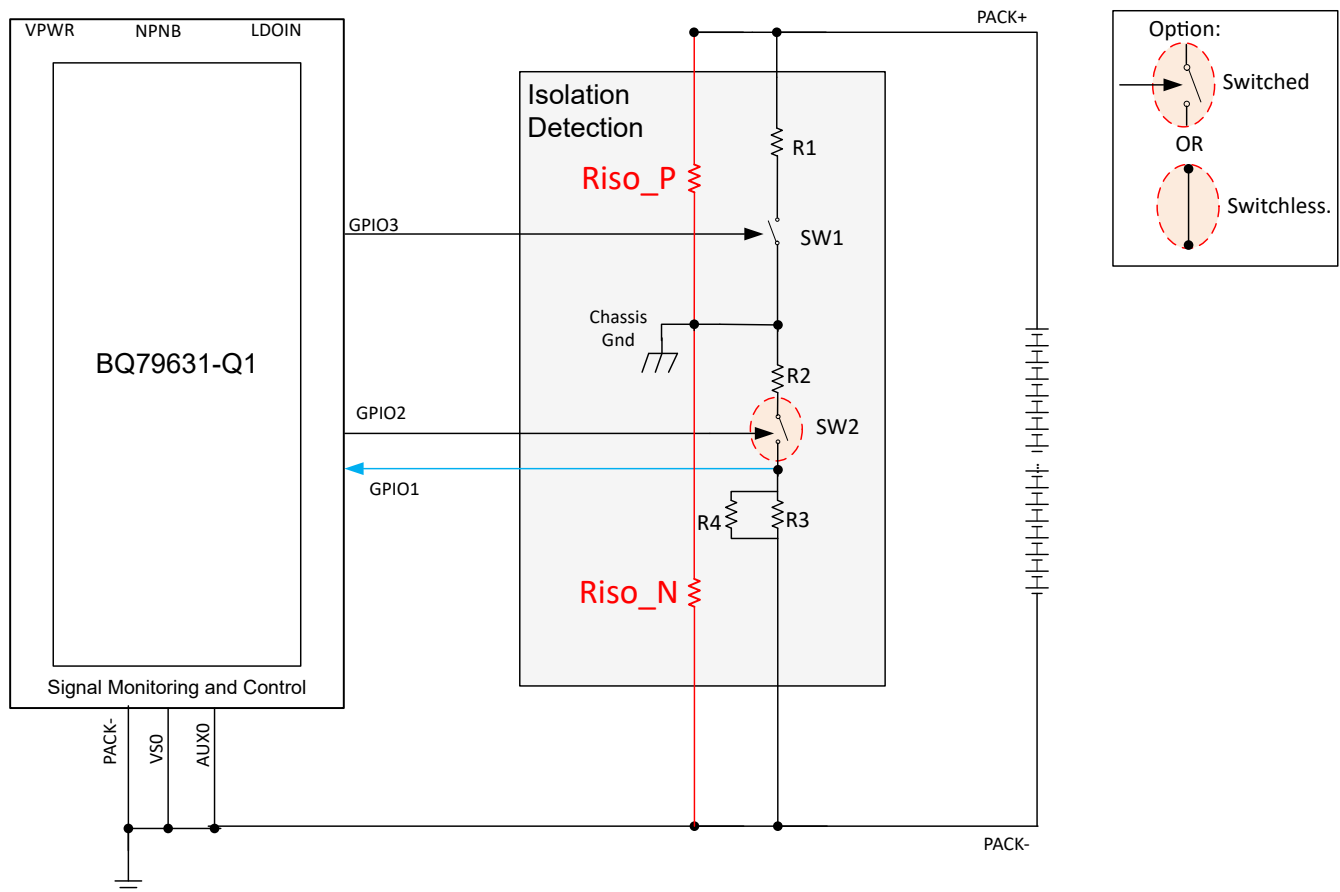 VPWR
NPNB
LDOIN
BQ79631-Q1
Signal Monitoring and Control
PACK-
VS0
AUX0
GPIO3
GPIO2
GPIO1
Isolation
Detection
Riso_P
R1
SW1
Chassis
Gnd
R2
SW2
R4
R3
Riso_N
PACK+
...
PACK-
Option:
Switched
OR
Switchless.